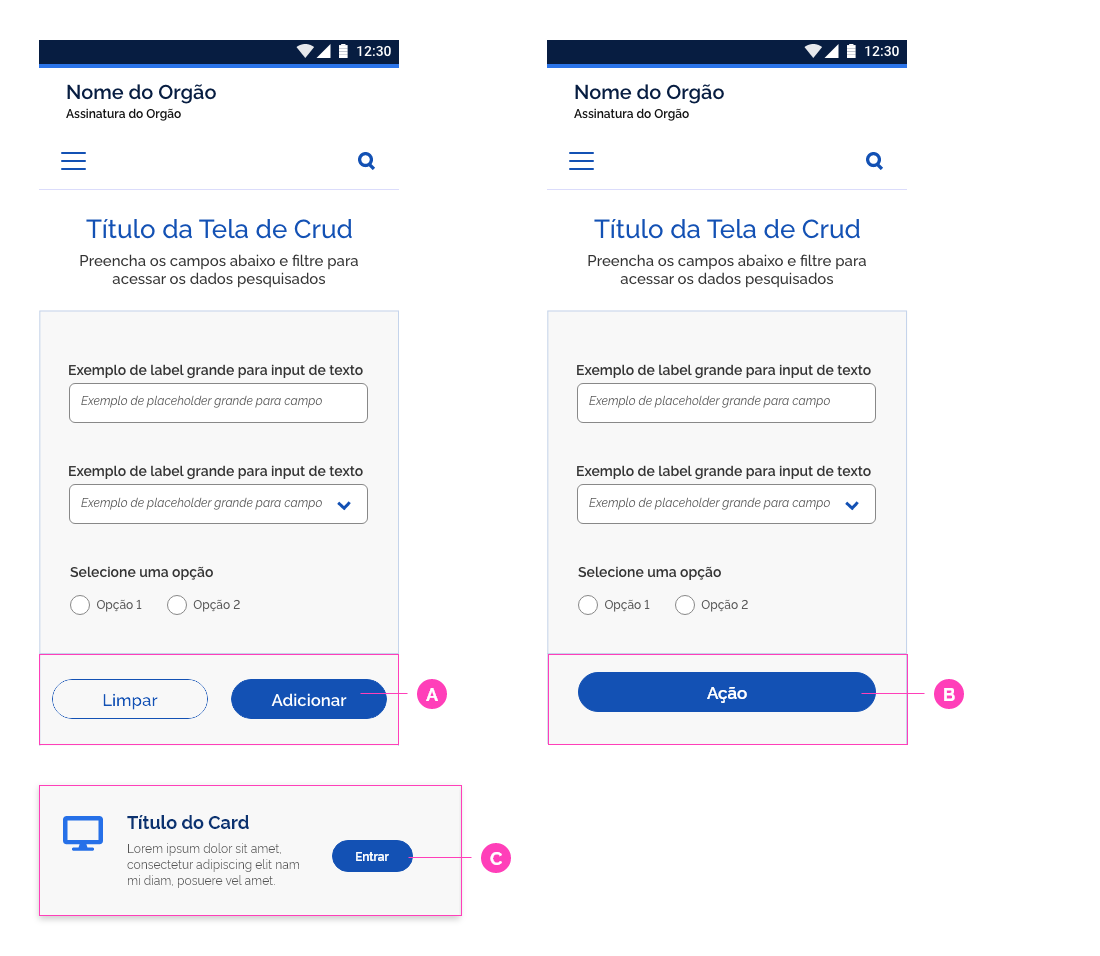 12:30
Nome do Orgão
Assinatura do Orgão
Título da Tela de Crud
Preencha os campos abaixo e filtre para
acessar os dados pesquisados
Exemplo de label grande para input de texto
Exemplo de placeholder grande para campo
Exemplo de label grande para input de texto
Exemplo de placeholder grande para campo
Selecione uma opção
Opção 1
Opção 2
Limpar
Adicionar
A
12:30
Nome do Orgão
Assinatura do Orgão
Título da Tela de Crud
Preencha os campos abaixo e filtre para
acessar os dados pesquisados
Exemplo de label grande para input de texto
Exemplo de placeholder grande para campo
Exemplo de label grande para input de texto
Exemplo de placeholder grande para campo
Selecione uma opção
Opção 1
Opção 2
Ação
B
Título do Card
Lorem ipsum dolor sit amet,
consectetur adipiscing elit nam
mi diam, posuere vel amet.
Entrar
C